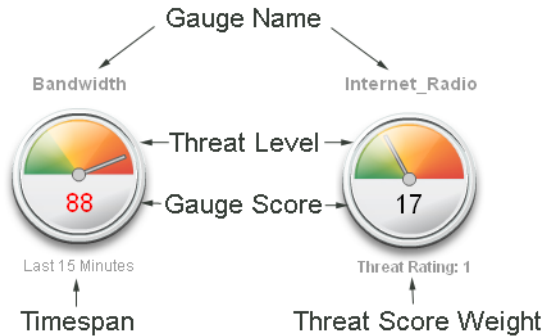 Gauge Name
Bandwidth
Internet_Radio
Threat Level
Gauge Score
88
17
Last 15 Minutes
Threat Rating: 1
Timespan
Threat Score Weight